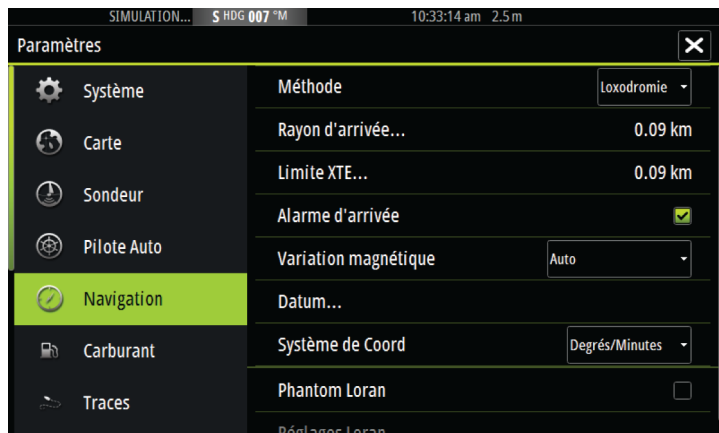 SIMULATION... S HDG 007 °M 10:33:14 am 2.5 m
Paramètres
Système
Carte
Sondeur
Pilote Auto
Navigation
Carburant
Traces
Méthode Loxodromie
Rayon d'arrivée... 0.09 km
Limite XTE... 0.09 km
Alarme d'arrivée
Variation magnétique Auto
Datum...
Système de Coord Degrés/Minutes
Phantom Loran
Réglages Loran